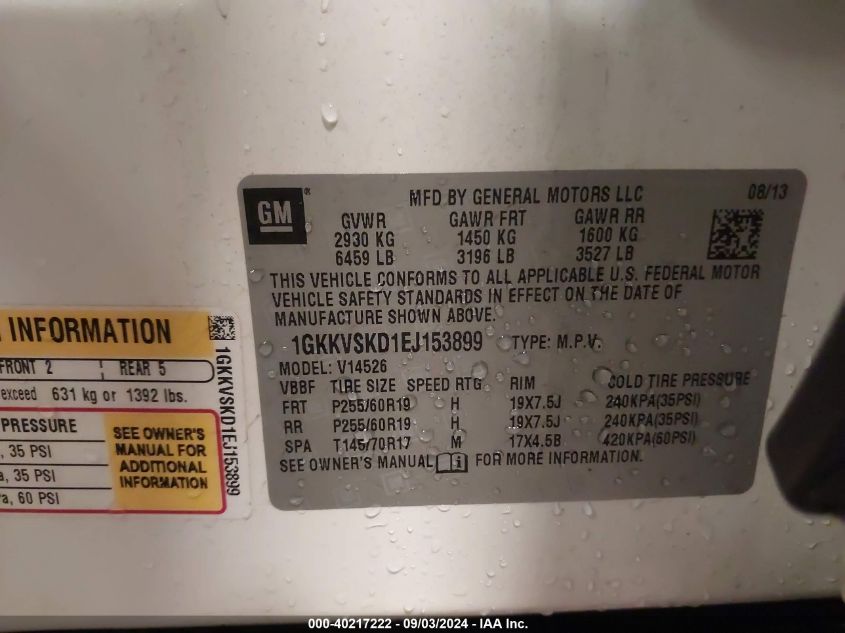 GM ®
MFD BY GENERAL MOTORS LLC 08/13
GVWR GAWR FRT GAWR RR
2930 KG 1450 KG 1600 KG
6459 LB 3196 LB 3527 LB
THIS VEHICLE CONFORMS TO ALL APPLICABLE U.S. FEDERAL MOTOR
VEHICLE SAFETY STANDARDS IN EFFECT ON THE DATE OF
MANUFACTURE SHOWN ABOVE.
1GKKVSKD1EJ153899 TYPE: M.P.V.
MODEL: V14526
VBBF TIRE SIZE SPEED RTG RIM COLD TIRE PRESSURE
FRT P255/60R19 H 19X7.5J 240KPA(35PSI)
RR P255/60R19 H 19X7.5J 240KPA(35PSI)
SPA T145/70R17 M 17X4.5B 420KPA(60PSI)
SEE OWNER'S MANUAL i FOR MORE INFORMATION.
INFORMATION
FRONT 2 REAR 5
exceed 631 kg or 1392 lbs.
PRESSURE
, 35 PSI
a, 35 PSI
a, 60 PSI
SEE OWNER'S
MANUAL FOR
ADDITIONAL
INFORMATION
1GKKVSKD1EJ153899
000-40217222 - 09/03/2024 - IAA Inc.